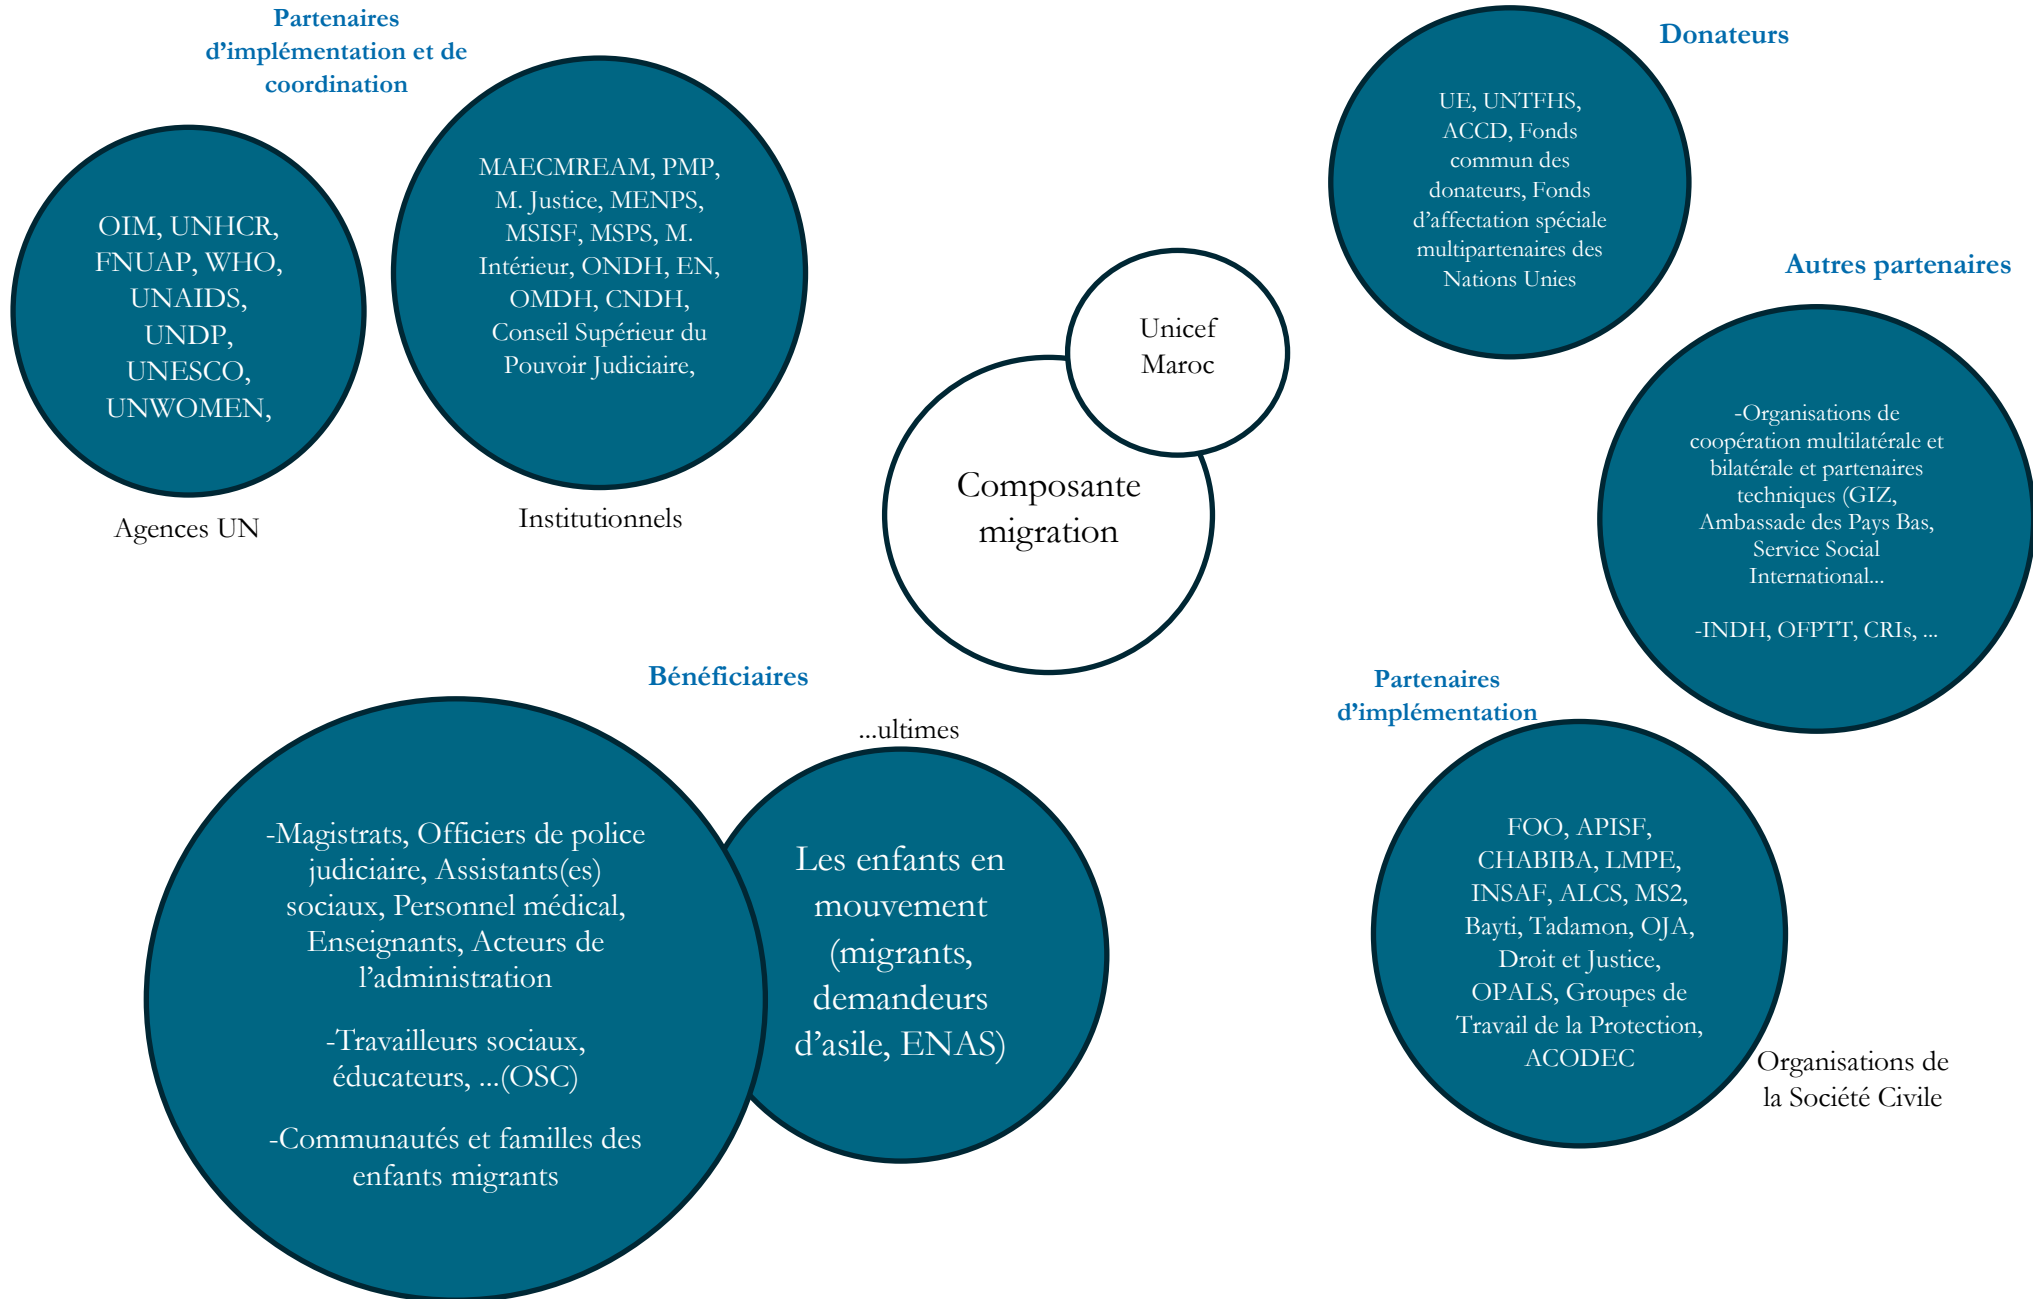 Partenaires
d'implémentation et de
coordination
OIM, UNHCR,
FNUAP, WHO,
UNAIDS,
UNDP,
UNESCO,
UNWOMEN,
Agences UN
MAECMREAM, PMP,
M. Justice, MENPS,
MSISF, MSPS, M.
Intérieur, ONDH, EN,
OMDH, CNDH,
Conseil Supérieur du
Pouvoir Judiciaire,
Institutionnels
Unicef
Maroc
Composante
migration
Donateurs
UE, UNTFHS,
ACCD, Fonds
commun des
donateurs, Fonds
d'affectation spéciale
multipartenaires des
Nations Unies
Autres partenaires
-Organisations de
coopération multilatérale et
bilatérale et partenaires
techniques (GIZ,
Ambassade des Pays Bas,
Service Social
International...
-INDH, OFPTT, CRIs, ...
Bénéficiaires
...ultimes
-Magistrats, Officiers de police
judiciaire, Assistants(es)
sociaux, Personnel médical,
Enseignants, Acteurs de
l'administration
-Travailleurs sociaux,
éducateurs, ...(OSC)
-Communautés et familles des
enfants migrants
Les enfants en
mouvement
(migrants,
demandeurs
d'asile, ENAS)
Partenaires
d'implémentation
FOO, APISF,
CHABIBA, LMPE,
INSAF, ALCS, MS2,
Bayti, Tadamon, OJA,
Droit et Justice,
OPALS, Groupes de
Travail de la Protection,
ACODEC
Organisations de
la Société Civile